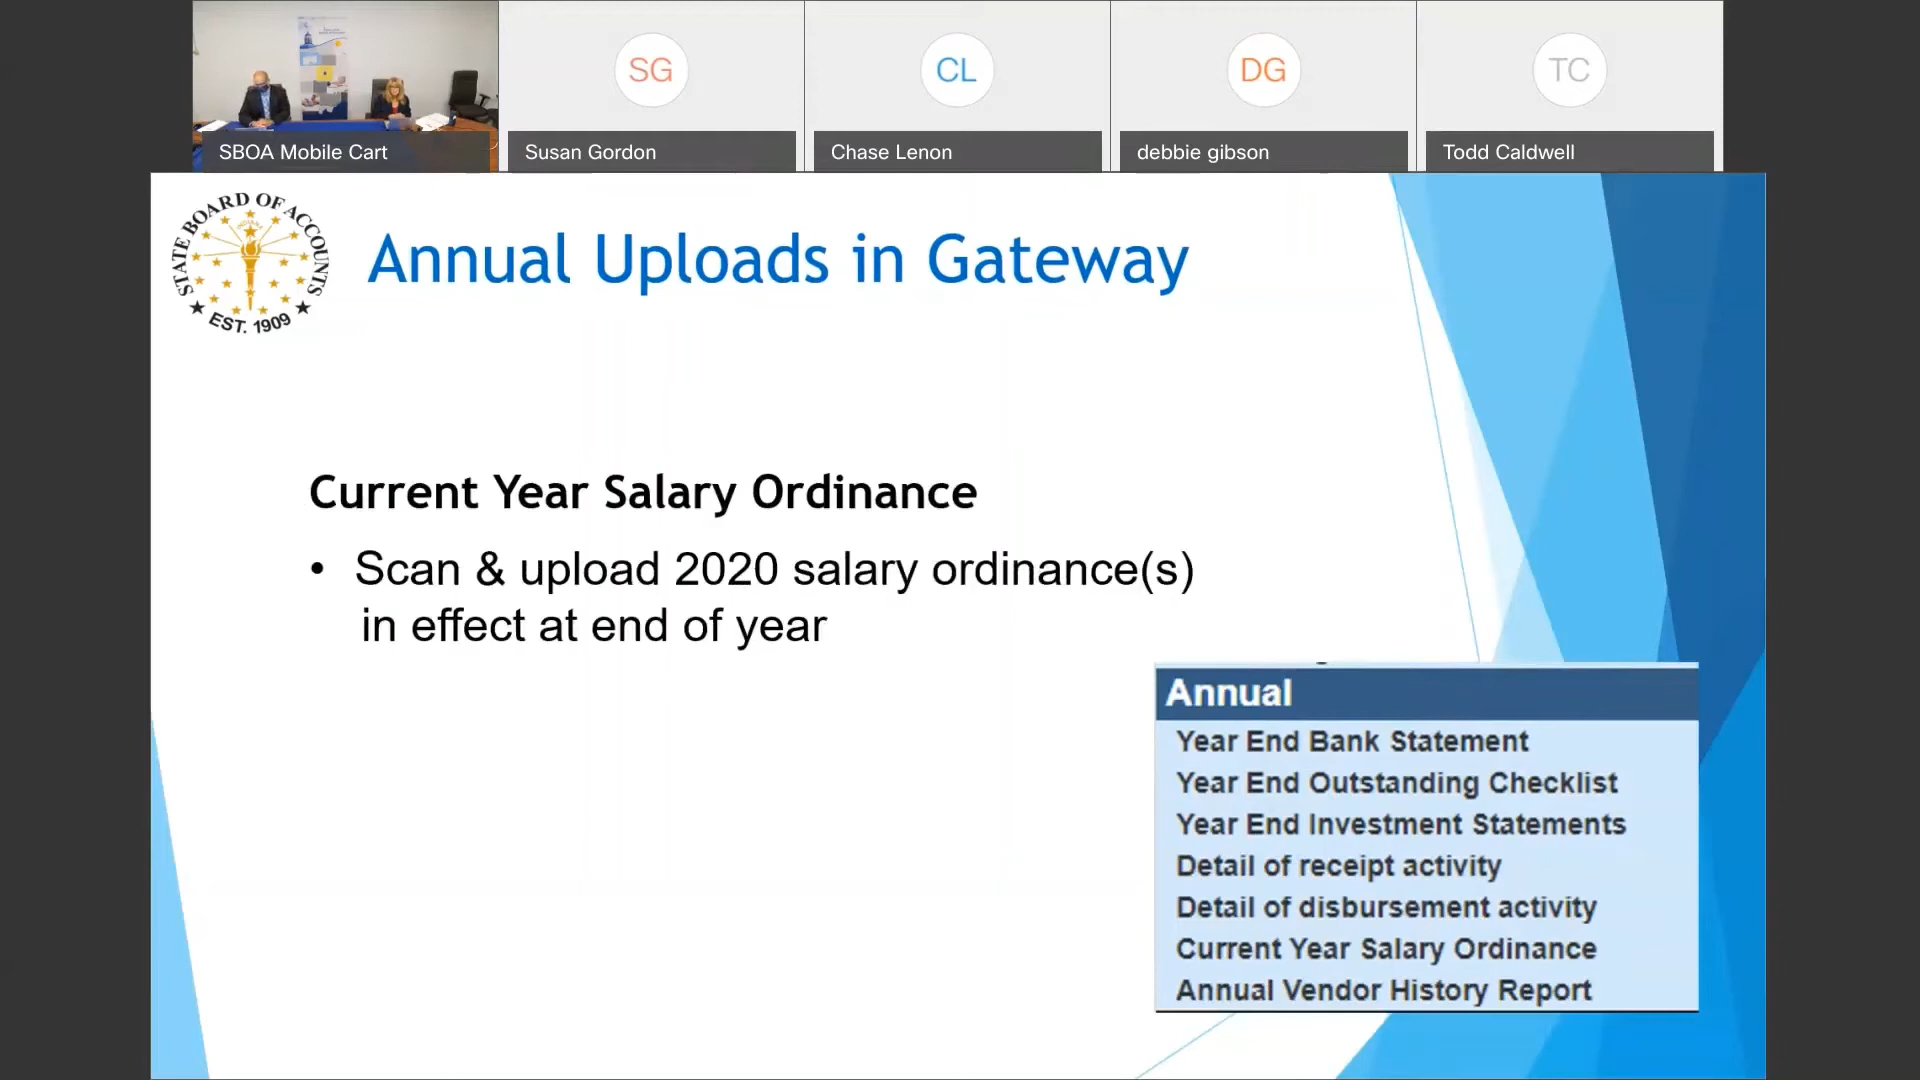 SG
CL
DG
TC
SBOA Mobile Cart
Susan Gordon
Chase Lenon
debbie gibson
Todd Caldwell
STATE BOARD OF ACCOUNTS
EST. 1909
Annual Uploads in Gateway
Current Year Salary Ordinance
• Scan & upload 2020 salary ordinance(s)
in effect at end of year
Annual
Year End Bank Statement
Year End Outstanding Checklist
Year End Investment Statements
Detail of receipt activity
Detail of disbursement activity
Current Year Salary Ordinance
Annual Vendor History Report